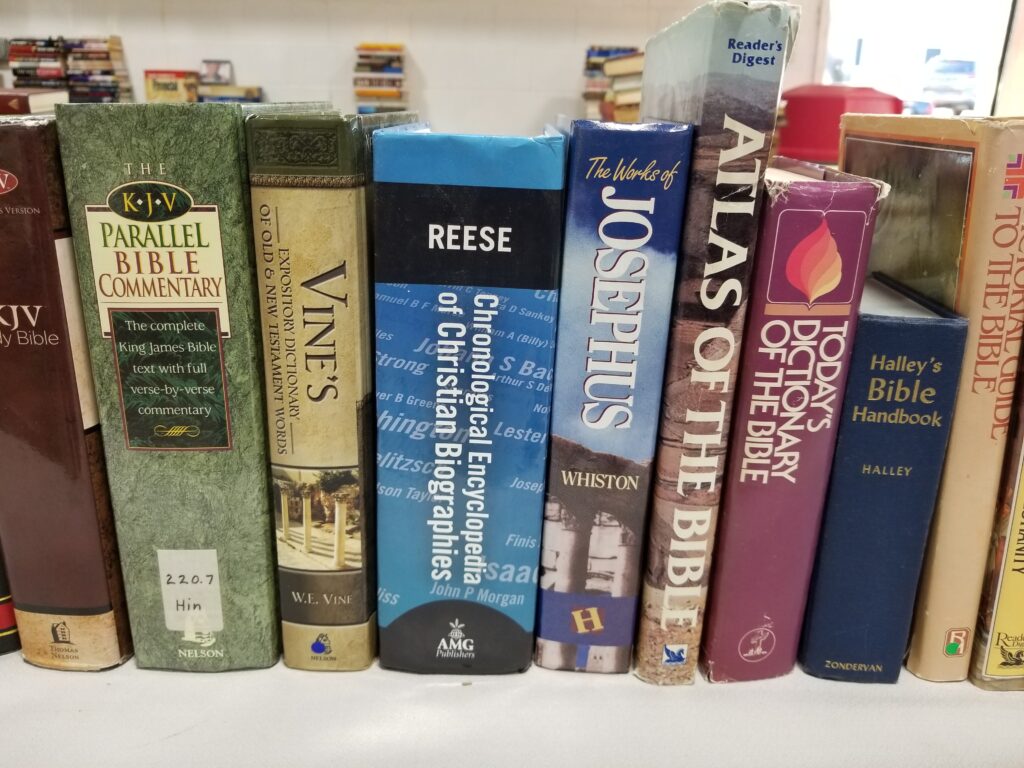 KJV
dy Bible
THOMAS
NELSON
THE
K•J•V
PARALLEL
BIBLE
COMMENTARY
The complete
King James Bible
text with full
verse-by-verse
commentary
220.7
Hin
NELSON
VINE'S
EXPOSITORY DICTIONARY
OF OLD & NEW TESTAMENT WORDS
W.E. VINE
NELSON
REESE
Chronological Encyclopedia
of Christian Biographies
John P Morgan
AMG
Publishers
The Works of
JOSEPHUS
WHISTON
H
Reader's
Digest
ATLAS OF THE BIBLE
TODAY'S
DICTIONARY
OF THE BIBLE
Halley's
Bible
Handbook
HALLEY
ZONDERVAN
TO THE BIBLE
R